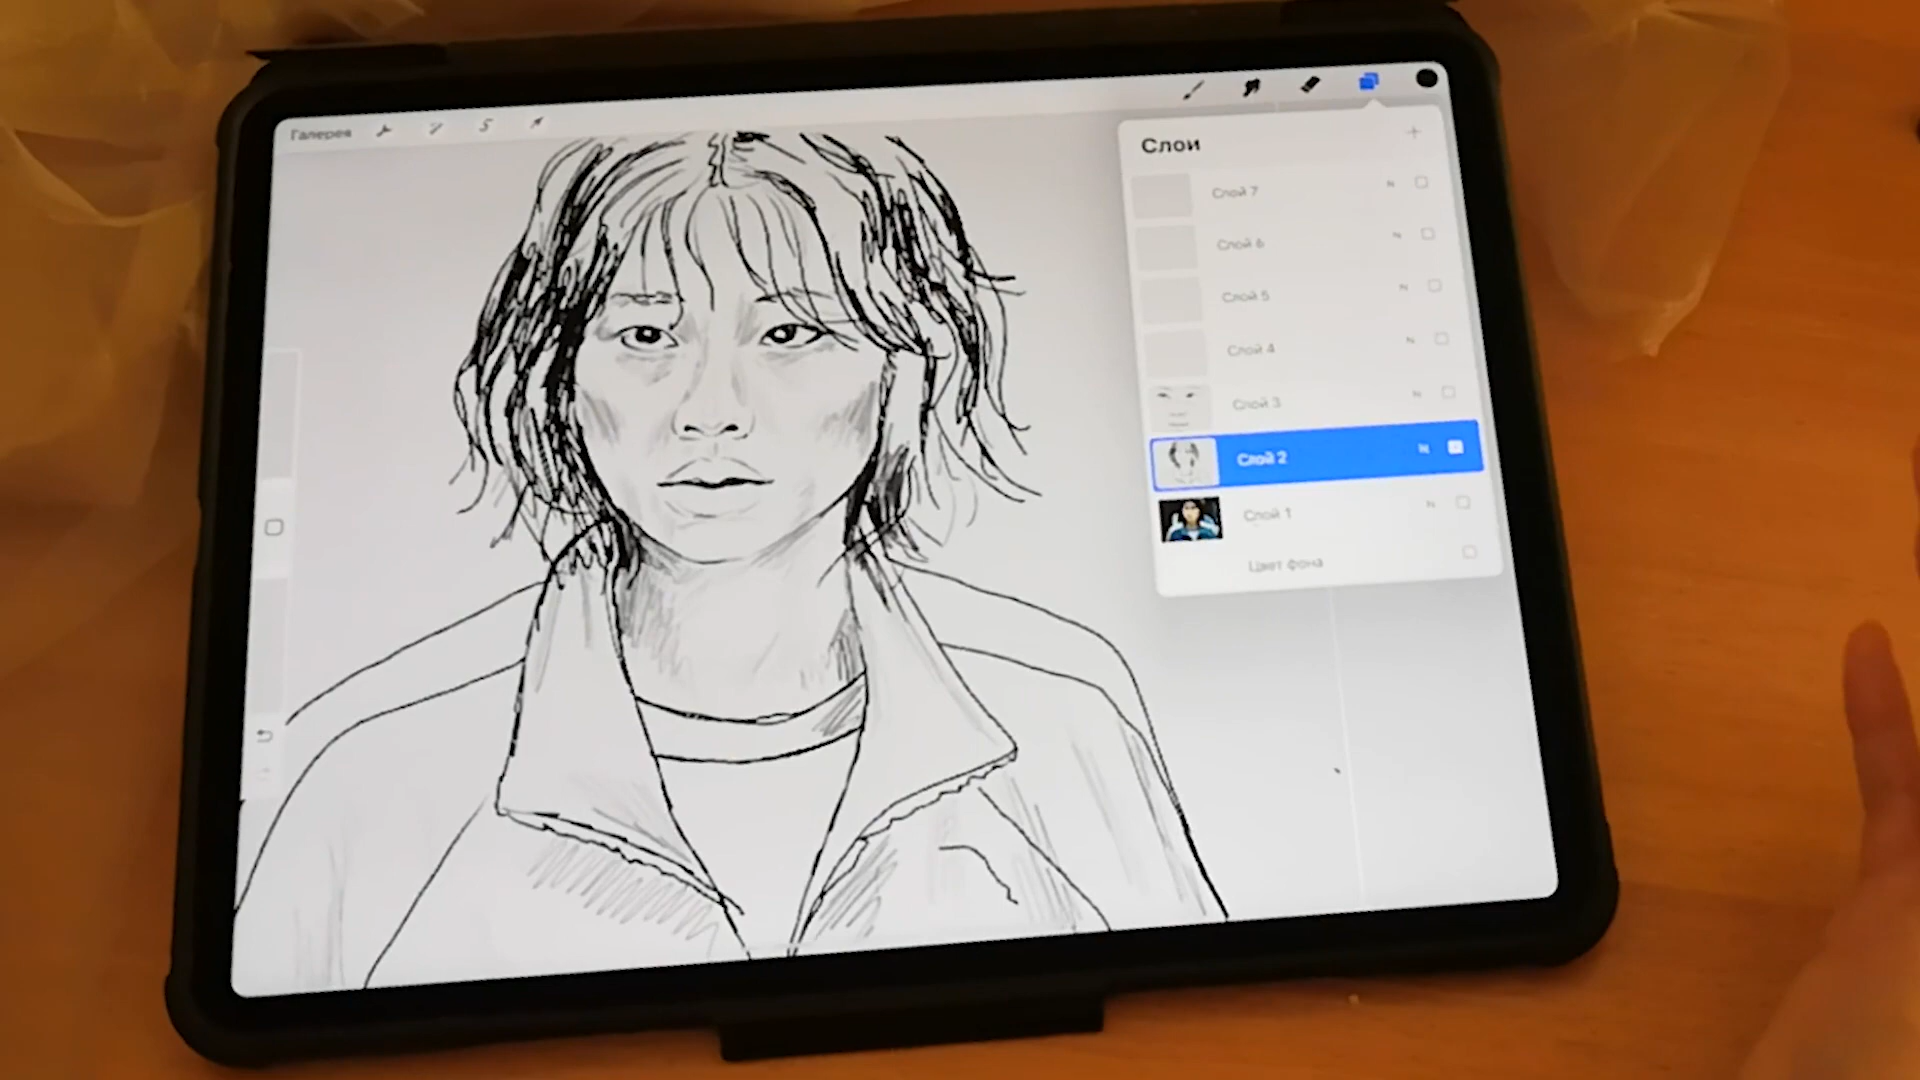 Галерея
Слои
Слой 7 N
Слой 6 N
Слой 5 N
Слой 4 N
Слой 3 N
Слой 2 N
Слой 1 N
Цвет фона